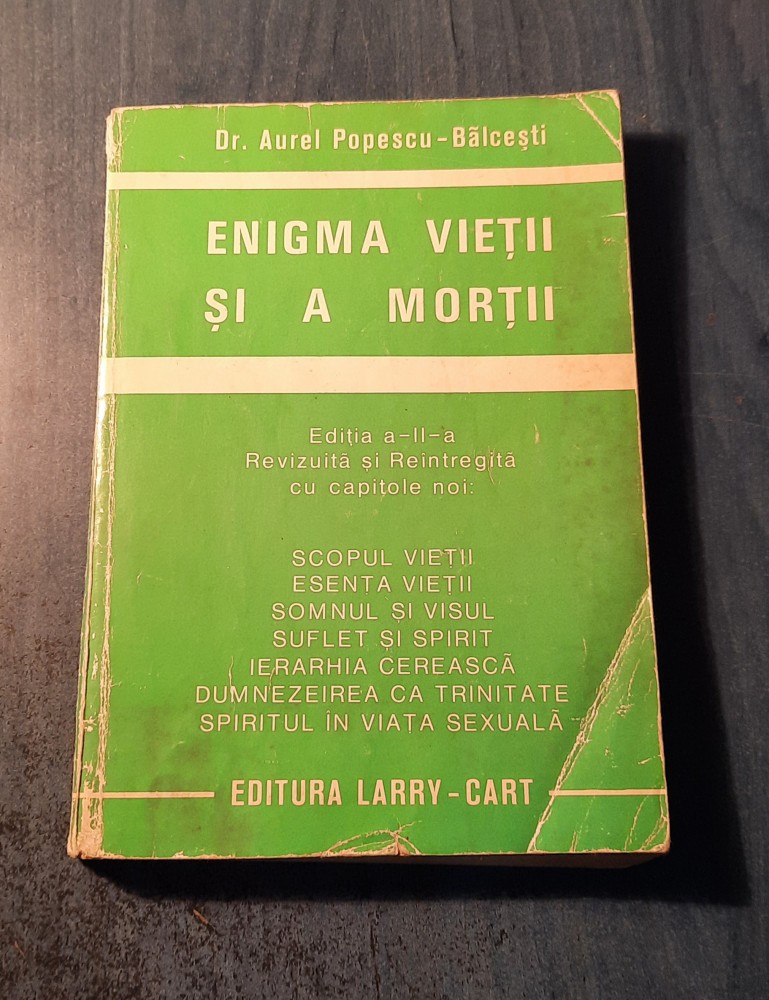 Dr. Aurel Popescu-Bălcești
ENIGMA VIEȚII
ȘI A MORȚII
Ediția a-II-a
Revizuită și Reîntregită
cu capitole noi:
SCOPUL VIEȚII
ESENȚA VIEȚII
SOMNUL ȘI VISUL
SUFLET ȘI SPIRIT
IERARHIA CEREASCĂ
DUMNEZEIREA CA TRINITATE
SPIRITUL ÎN VIAȚA SEXUALĂ
EDITURA LARRY-CART